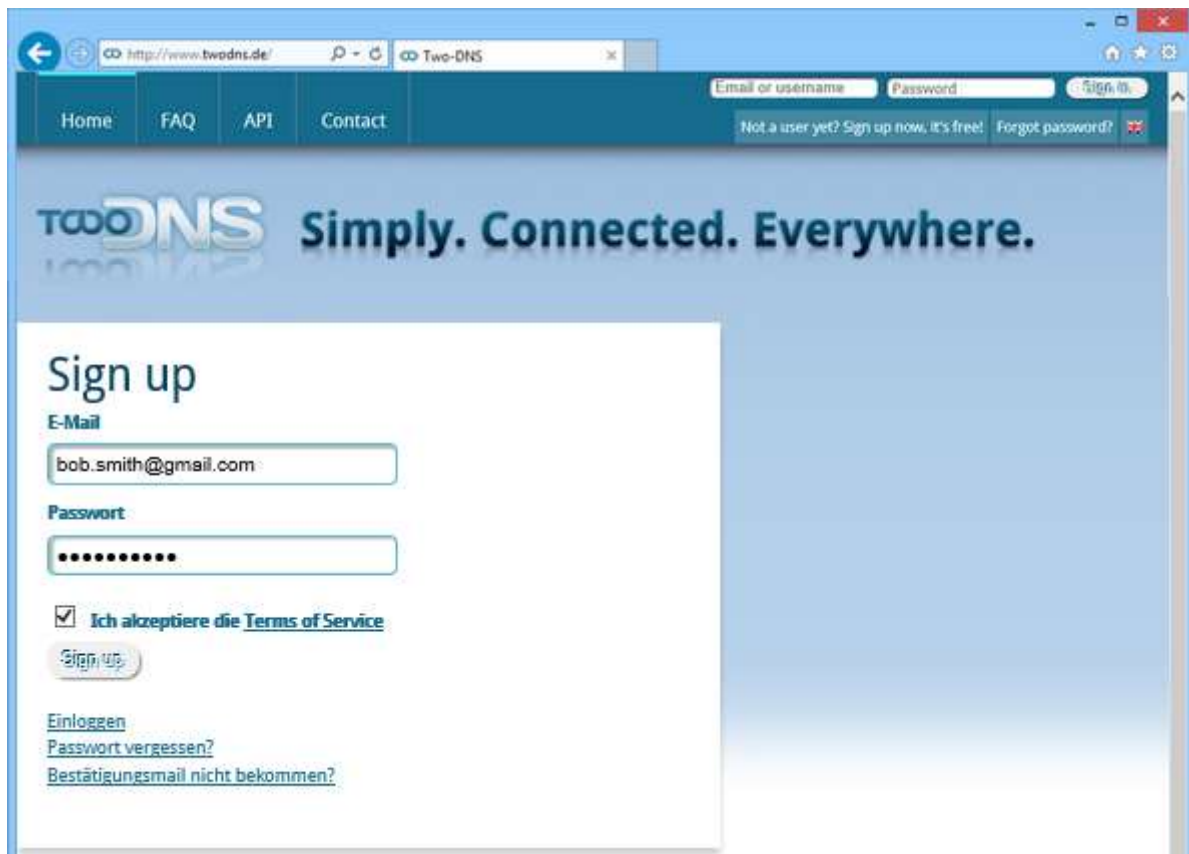 http://www.twodns.de/
Two-DNS
Email or username Password Sign in
Home FAQ API Contact
Not a user yet? Sign up now, it's free! Forgot password?
TWODNS Simply. Connected. Everywhere.
Sign up
E-Mail
bob.smith@gmail.com
Passwort
••••••••••
Ich akzeptiere die Terms of Service
Sign up
Einloggen
Passwort vergessen?
Bestätigungsmail nicht bekommen?